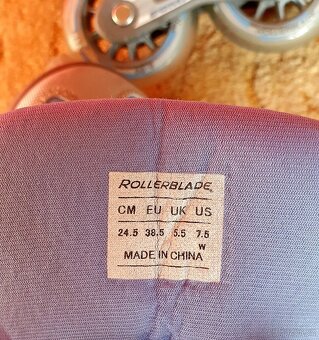 ROLLERBLADE.
CM EU UK US
24.5 38.5 5.5 7.5
W
MADE IN CHINA